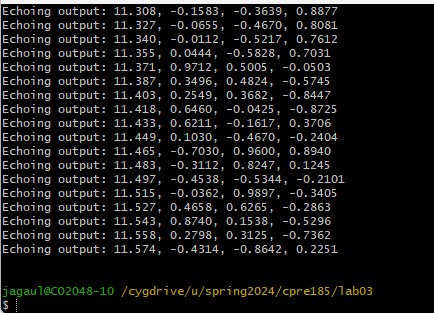 Echoing output: 11.308, -0.1583, -0.3639, 0.8877
Echoing output: 11.327, -0.0655, -0.4670, 0.8081
Echoing output: 11.340, -0.0112, -0.5217, 0.7612
Echoing output: 11.355, 0.0444, -0.5828, 0.7031
Echoing output: 11.371, 0.9712, 0.5005, -0.0503
Echoing output: 11.387, 0.3496, 0.4824, -0.5745
Echoing output: 11.403, 0.2549, 0.3682, -0.8447
Echoing output: 11.418, 0.6460, -0.0425, -0.8725
Echoing output: 11.433, 0.6211, -0.1617, 0.3706
Echoing output: 11.449, 0.1030, -0.4670, -0.2404
Echoing output: 11.465, -0.7030, 0.9600, 0.8940
Echoing output: 11.483, -0.3112, 0.8247, 0.1245
Echoing output: 11.497, -0.4538, -0.5344, -0.2101
Echoing output: 11.515, -0.0362, 0.9897, -0.3405
Echoing output: 11.527, 0.4658, 0.6265, -0.2863
Echoing output: 11.543, 0.8740, 0.1538, -0.5296
Echoing output: 11.558, 0.2798, 0.3125, -0.7362
Echoing output: 11.574, -0.4314, -0.8642, 0.2251
jagaul@CO2048-10 /cygdrive/u/spring2024/cpre185/lab03
$